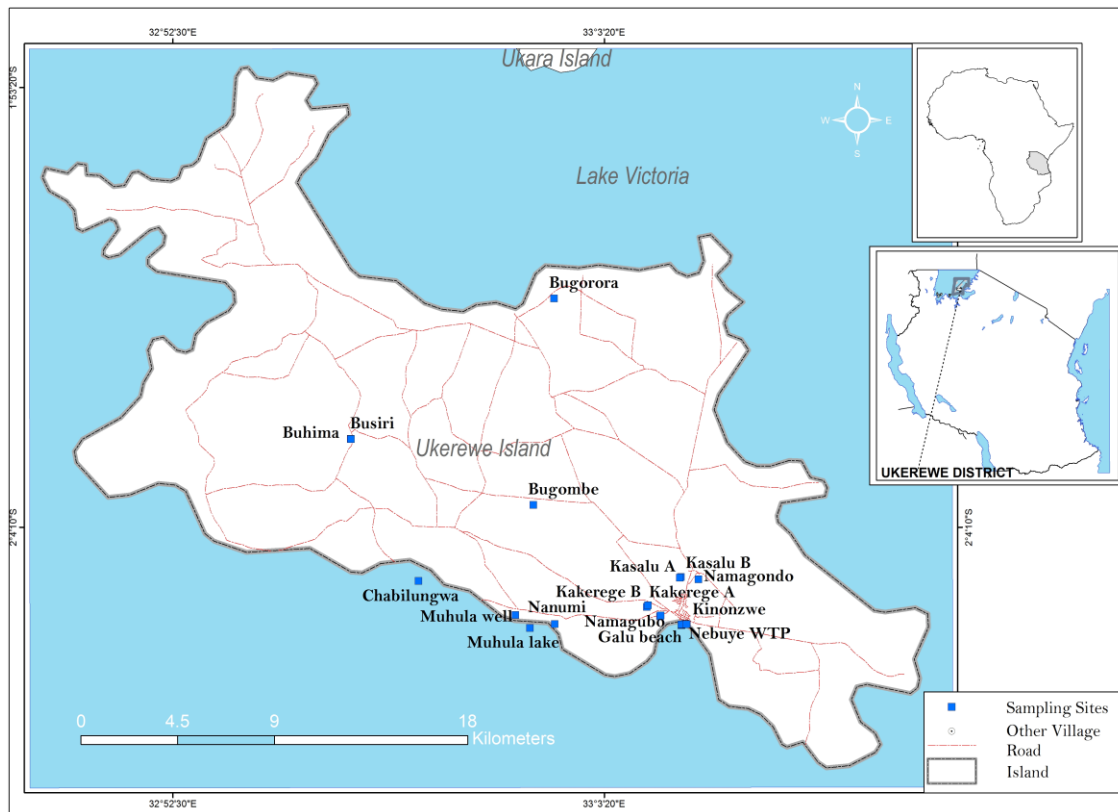 32°52'30"E
33°3'20"E
Ukara Island
1°53'20"S
N
W
E
S
Lake Victoria
Bugorora
Busiri
Buhima
Ukerewe Island
UKEREWE DISTRICT
Bugombe
2°4'10"S
2°4'10"S
Kasalu A
Kasalu B
Namagondo
Chabilungwa
Kakerege B
Kakerege A
Muhula well
Nanumi
Kinonzwe
Namagubo
Galu beach
Nebuye WTP
Muhula lake
0
4.5
9
18
Kilometers
Sampling Sites
Other Village
Road
Island
32°52'30"E
33°3'20"E